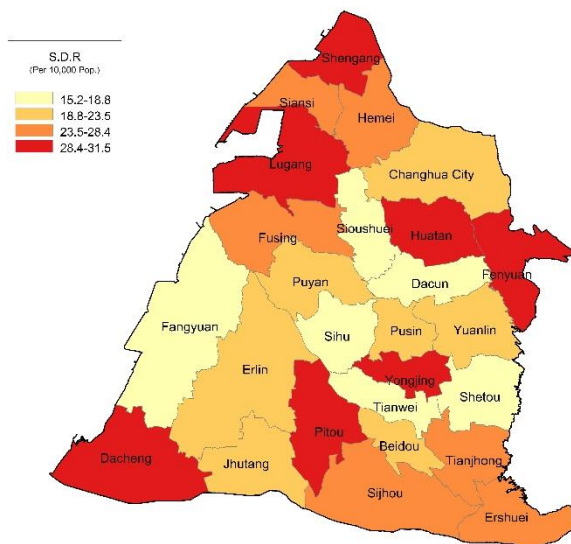 S.D.R
(Per 10,000 Pop.)
15.2-18.8
18.8-23.5
23.5-28.4
28.4-31.5
Shengang
Siansi
Hemei
Lugang
Changhua City
Sioushuei
Huatan
Fusing
Fenyuan
Puyan
Dacun
Fangyuan
Sihu
Pusin
Yuanlin
Erlin
Yongjing
Shetou
Tianwei
Pitou
Beidou
Dacheng
Jhutang
Tianjhong
Sijhou
Ershuei